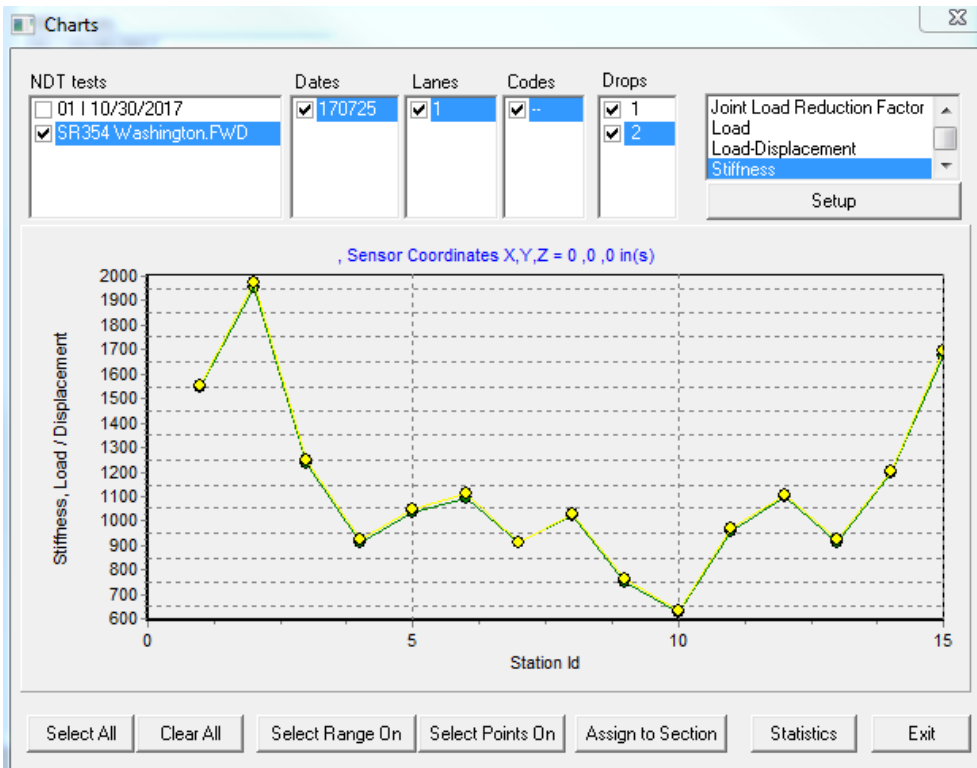 Charts
NDT tests Dates Lanes Codes Drops
01 | 10/30/2017 170725 1 -- 1
SR354 Washington.FWD 2
Joint Load Reduction Factor
Load
Load-Displacement
Stiffness
Setup
, Sensor Coordinates X,Y,Z = 0 ,0 ,0 in(s)
Stiffness, Load / Displacement
2000
1900
1800
1700
1600
1500
1400
1300
1200
1100
1000
900
800
700
600
0 5 10 15
Station Id
Select All Clear All Select Range On Select Points On Assign to Section Statistics Exit